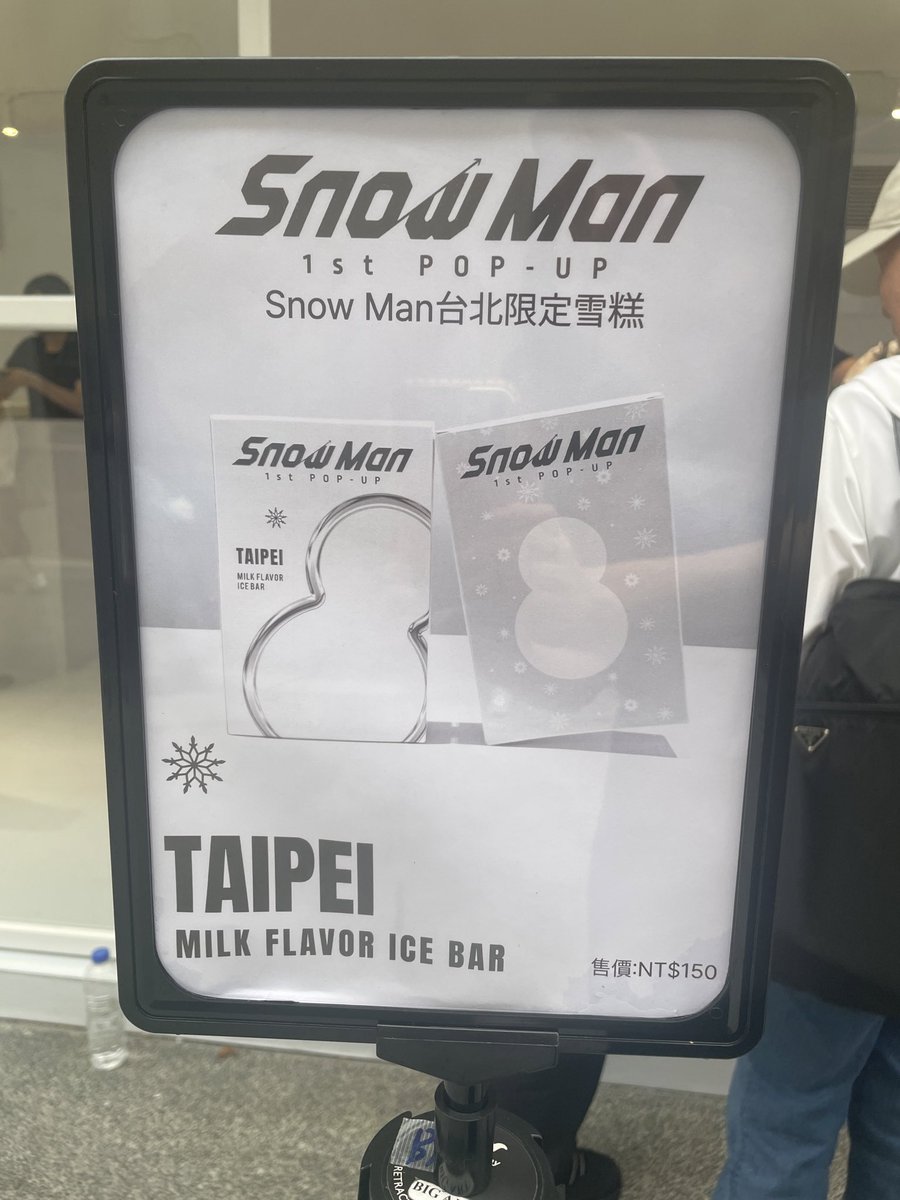 Snow Man
1st POP-UP
Snow Man台北限定雪糕
Snow Man
1st POP-UP
TAIPEI
MILK FLAVOR
ICE BAR
Snow Man
1st POP-UP
TAIPEI
MILK FLAVOR ICE BAR
售價:NT$150